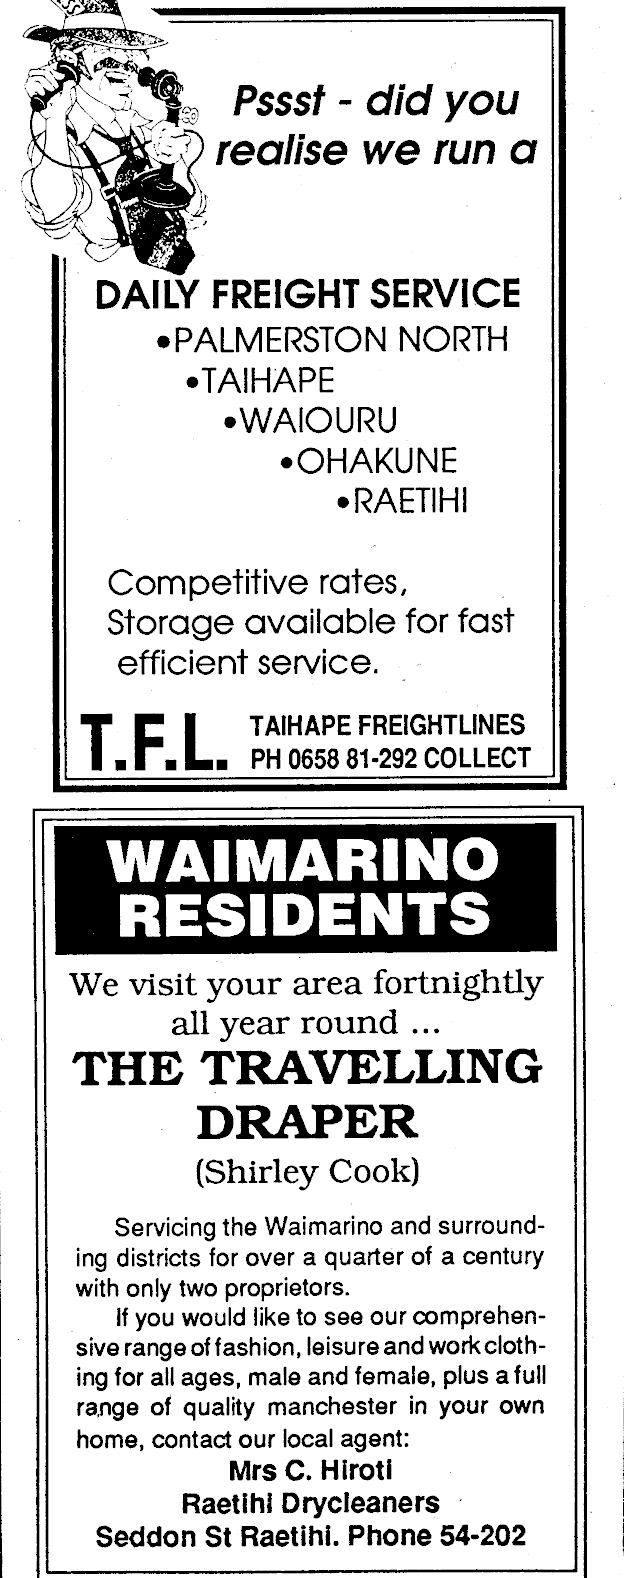 Pssst - did you
realise we run a
DAILY FREIGHT SERVICE
•PALMERSTON NORTH
•TAIHAPE
•WAIOURU
•OHAKUNE
•RAETIHI
Competitive rates,
Storage available for fast
efficient service.
T.F.L. TAIHAPE FREIGHTLINES
PH 0658 81-292 COLLECT
WAIMARINO
RESIDENTS
We visit your area fortnightly
all year round ...
THE TRAVELLING
DRAPER
(Shirley Cook)
Servicing the Waimarino and surround-
ing districts for over a quarter of a century
with only two proprietors.
If you would like to see our comprehen-
sive range of fashion, leisure and work cloth-
ing for all ages, male and female, plus a full
range of quality manchester in your own
home, contact our local agent:
Mrs C. Hiroti
Raetihi Drycleaners
Seddon St Raetihi. Phone 54-202